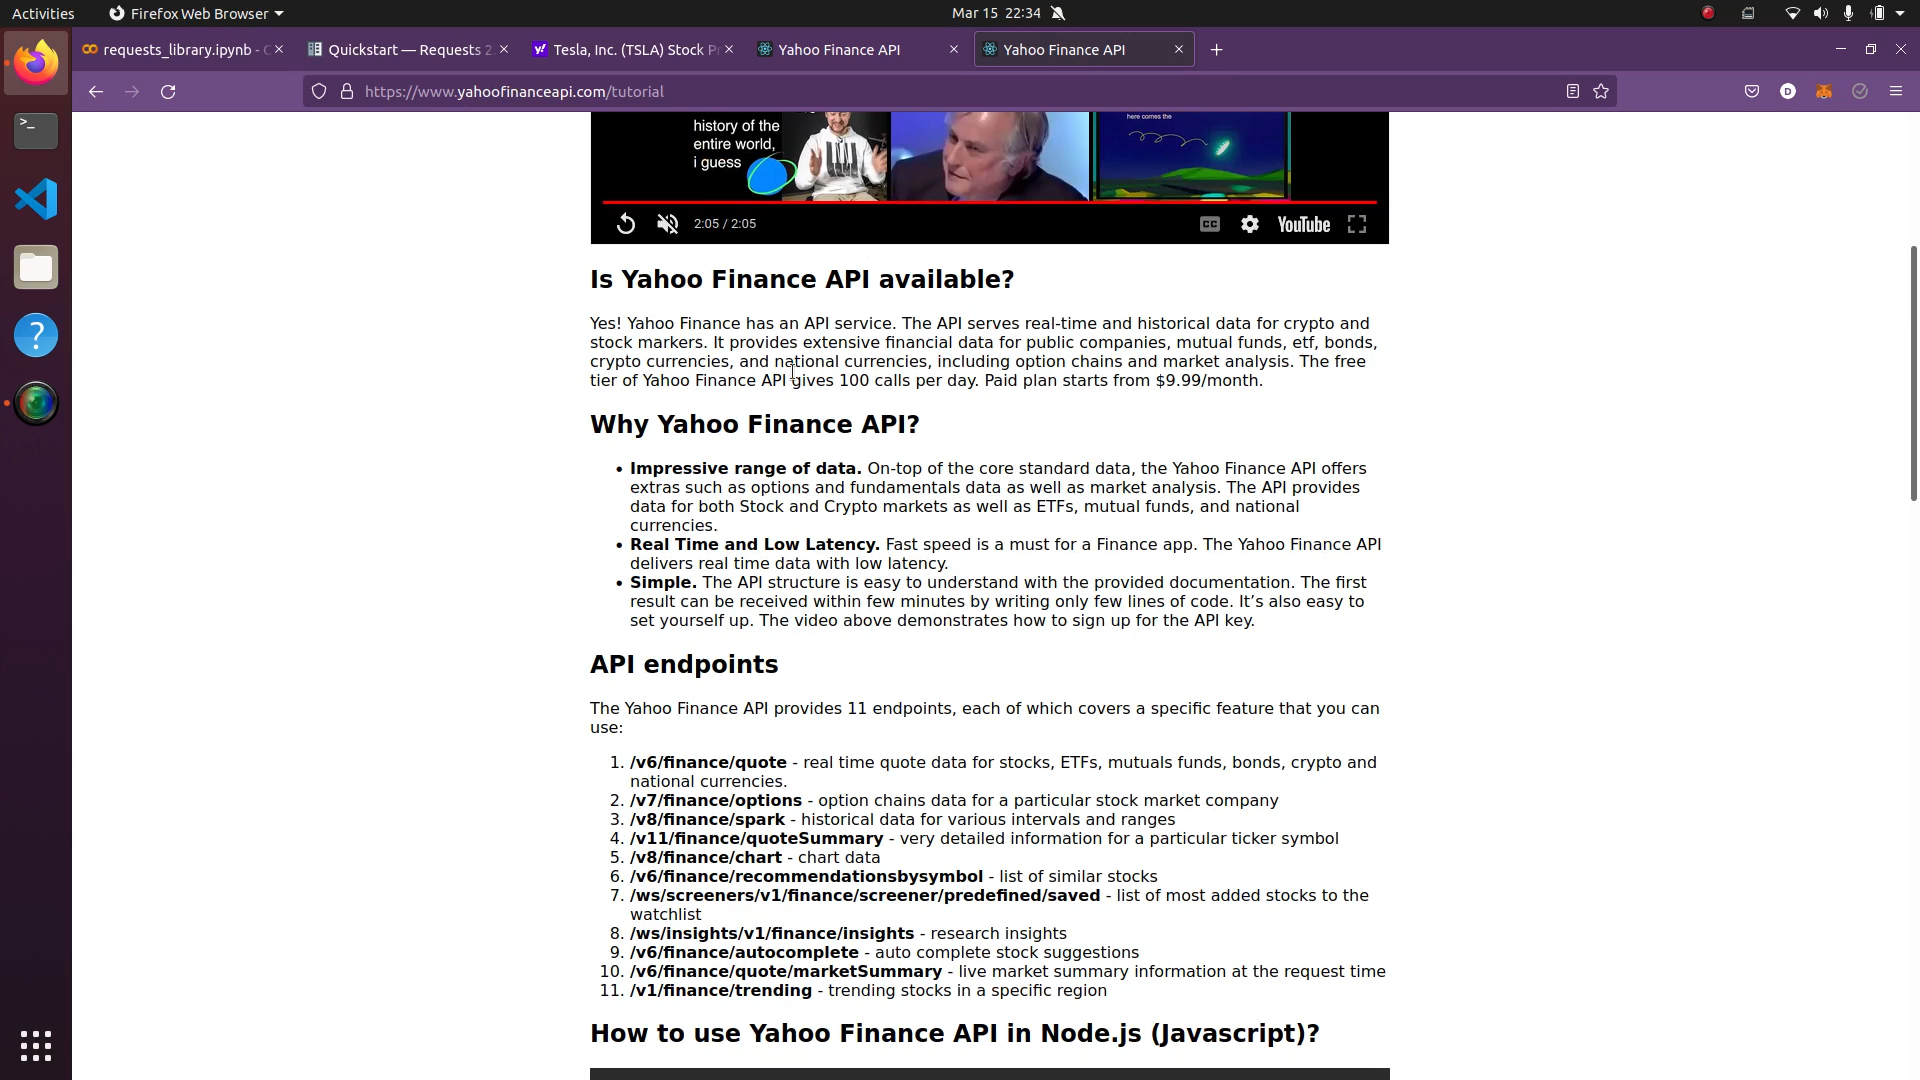 Activities Firefox Web Browser Mar 15 22:34
requests_library.ipynb - C Quickstart — Requests 2. Tesla, Inc. (TSLA) Stock Pr Yahoo Finance API Yahoo Finance API
https://www.yahoofinanceapi.com/tutorial
here comes the
history of the
entire world,
i guess
2:05 / 2:05 CC YouTube
Is Yahoo Finance API available?
Yes! Yahoo Finance has an API service. The API serves real-time and historical data for crypto and
stock markers. It provides extensive financial data for public companies, mutual funds, etf, bonds,
crypto currencies, and national currencies, including option chains and market analysis. The free
tier of Yahoo Finance API gives 100 calls per day. Paid plan starts from $9.99/month.
Why Yahoo Finance API?
• Impressive range of data. On-top of the core standard data, the Yahoo Finance API offers
extras such as options and fundamentals data as well as market analysis. The API provides
data for both Stock and Crypto markets as well as ETFs, mutual funds, and national
currencies.
• Real Time and Low Latency. Fast speed is a must for a Finance app. The Yahoo Finance API
delivers real time data with low latency.
• Simple. The API structure is easy to understand with the provided documentation. The first
result can be received within few minutes by writing only few lines of code. It’s also easy to
set yourself up. The video above demonstrates how to sign up for the API key.
API endpoints
The Yahoo Finance API provides 11 endpoints, each of which covers a specific feature that you can
use:
1. /v6/finance/quote - real time quote data for stocks, ETFs, mutuals funds, bonds, crypto and
national currencies.
2. /v7/finance/options - option chains data for a particular stock market company
3. /v8/finance/spark - historical data for various intervals and ranges
4. /v11/finance/quoteSummary - very detailed information for a particular ticker symbol
5. /v8/finance/chart - chart data
6. /v6/finance/recommendationsbysymbol - list of similar stocks
7. /ws/screeners/v1/finance/screener/predefined/saved - list of most added stocks to the
watchlist
8. /ws/insights/v1/finance/insights - research insights
9. /v6/finance/autocomplete - auto complete stock suggestions
10. /v6/finance/quote/marketSummary - live market summary information at the request time
11. /v1/finance/trending - trending stocks in a specific region
How to use Yahoo Finance API in Node.js (Javascript)?